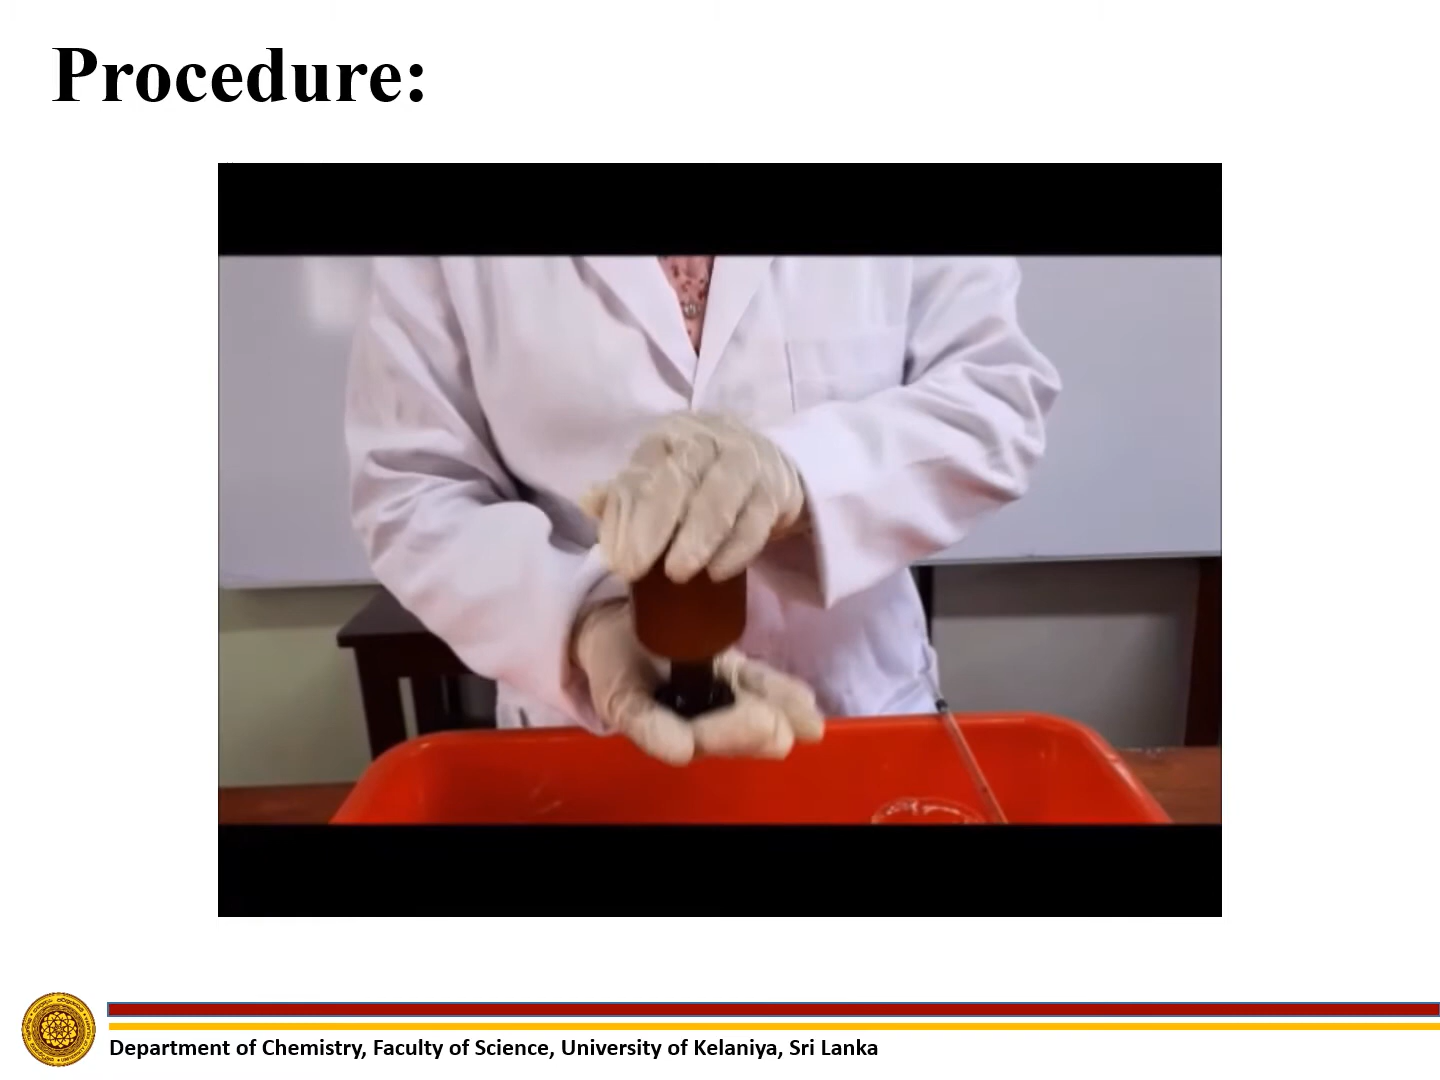 Procedure:
Department of Chemistry, Faculty of Science, University of Kelaniya, Sri Lanka